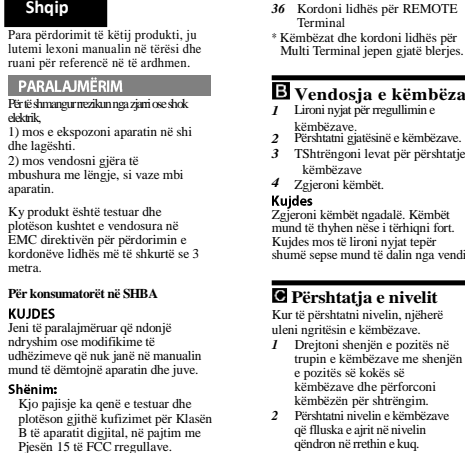 Shqip
Para përdorimit të këtij produkti, ju
lutemi lexoni manualin në tërësi dhe
ruani për referencë në të ardhmen.
PARALAJMËRIM
Për të shmangur rrezikun nga zjarri ose shok
elektrik,
1) mos e ekspozoni aparatin në shi
dhe lagështi.
2) mos vendosni gjëra të
mbushura me lëngje, si vaze mbi
aparatin.
Ky produkt është testuar dhe
plotëson kushtet e vendosura në
EMC direktivën për përdorimin e
kordonëve lidhës më të shkurtë se 3
metra.
Për konsumatorët në SHBA
KUJDES
Jeni të paralajmëruar që ndonjë
ndryshim ose modifikime të
udhëzimeve që nuk janë në manualin
mund të dëmtojnë aparatin dhe juve.
Shënim:
Kjo pajisje ka qenë e testuar dhe
plotëson gjithë kufizimet për Klasën
B të aparatit digjital, në pajtim me
Pjesën 15 të FCC rregullave.
36 Kordoni lidhës për REMOTE
Terminal
* Këmbëzat dhe kordoni lidhës për
Multi Terminal jepen gjatë blerjes.
B Vendosja e këmbëza
1 Lironi nyjat për rregullimin e
këmbëzave.
2 Përshtatni gjatësinë e këmbëzave.
3 TShtrëngoni levat për përshtatje
këmbëzave
4 Zgjeroni këmbët.
Kujdes
Zgjeroni këmbët ngadalë. Këmbët
mund të thyhen nëse i tërhiqni fort.
Kujdes mos të lironi nyjat tepër
shumë sepse mund të dalin nga vendi
C Përshtatja e nivelit
Kur të përshtatni nivelin, njëherë
uleni ngritësin e këmbëzave.
1 Drejtoni shenjën e pozitës në
trupin e këmbëzave me shenjën
e pozitës së kokës së
këmbëzave dhe përforconi
këmbëzën për shtrëngim.
2 Përshtatni nivelin e këmbëzave
që flluska e ajrit në nivelin
qëndron në rrethin e kuq.